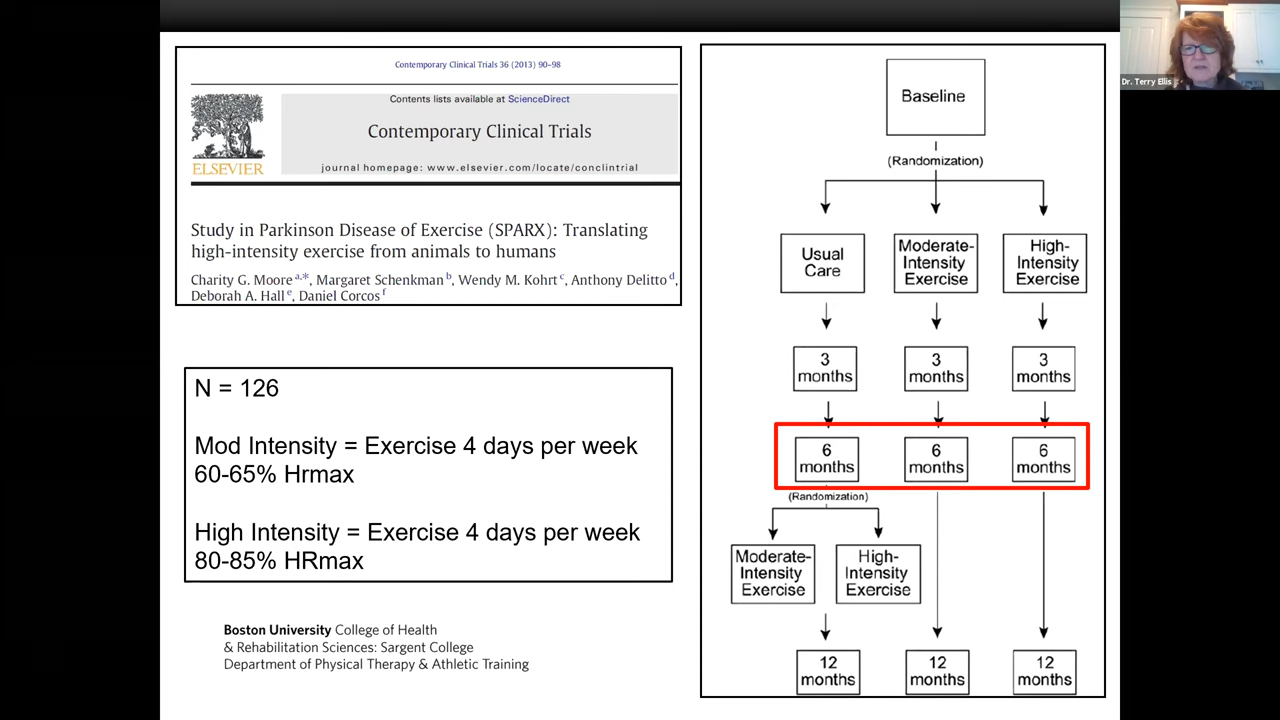 Contemporary Clinical Trials 36 (2013) 90–98
Contents lists available at ScienceDirect
Contemporary Clinical Trials
journal homepage: www.elsevier.com/locate/conclintrial
ELSEVIER
Study in Parkinson Disease of Exercise (SPARX): Translating
high-intensity exercise from animals to humans
Charity G. Moore a,*, Margaret Schenkman b, Wendy M. Kohrt c, Anthony Delitto d,
Deborah A. Hall e, Daniel Corcos f
N = 126
Mod Intensity = Exercise 4 days per week
60-65% Hrmax
High Intensity = Exercise 4 days per week
80-85% HRmax
Boston University College of Health
& Rehabilitation Sciences: Sargent College
Department of Physical Therapy & Athletic Training
Baseline
(Randomization)
Usual
Care
Moderate-
Intensity
Exercise
High-
Intensity
Exercise
3
months
3
months
3
months
6
months
6
months
6
months
(Randomization)
Moderate-
Intensity
Exercise
High-
Intensity
Exercise
12
months
12
months
12
months
Dr. Terry Ellis